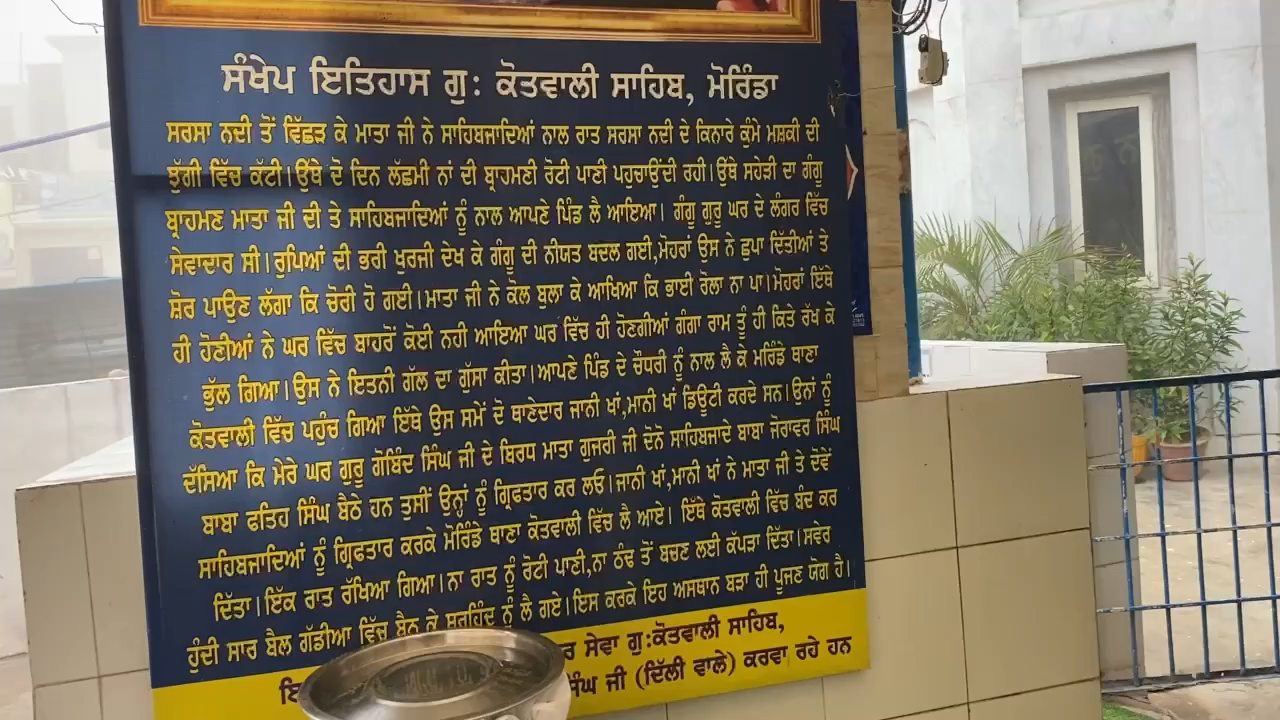 ਸੰਖੇਪ ਇਤਿਹਾਸ ਗੁ: ਕੋਤਵਾਲੀ ਸਾਹਿਬ, ਮੋਰਿੰਡਾ
ਸਰਸਾ ਨਦੀ ਤੋਂ ਵਿੱਛੜ ਕੇ ਮਾਤਾ ਜੀ ਨੇ ਸਾਹਿਬਜਾਦਿਆਂ ਨਾਲ ਰਾਤ ਸਰਸਾ ਨਦੀ ਦੇ ਕਿਨਾਰੇ ਕੁੰਮੇ ਮਸ਼ਕੀ ਦੀ
ਝੁੱਗੀ ਵਿੱਚ ਕੱਟੀ। ਉੱਥੇ ਦੋ ਦਿਨ ਲੱਛਮੀ ਨਾਂ ਦੀ ਬ੍ਰਾਹਮਣੀ ਰੋਟੀ ਪਾਣੀ ਪਹੁਚਾਉਂਦੀ ਰਹੀ। ਉੱਥੇ ਸਹੇੜੀ ਦਾ ਗੰਗੂ
ਬ੍ਰਾਹਮਣ ਮਾਤਾ ਜੀ ਦੀ ਤੇ ਸਾਹਿਬਜਾਦਿਆਂ ਨੂੰ ਨਾਲ ਆਪਣੇ ਪਿੰਡ ਲੈ ਆਇਆ। ਗੰਗੂ ਗੁਰੂ ਘਰ ਦੇ ਲੰਗਰ ਵਿੱਚ
ਸੇਵਾਦਾਰ ਸੀ। ਰੁਪਿਆਂ ਦੀ ਭਰੀ ਖੁਰਜੀ ਦੇਖ ਕੇ ਗੰਗੂ ਦੀ ਨੀਯਤ ਬਦਲ ਗਈ,ਮੋਹਰਾਂ ਉਸ ਨੇ ਛੁਪਾ ਦਿੱਤੀਆਂ ਤੇ
ਸ਼ੋਰ ਪਾਉਣ ਲੱਗਾ ਕਿ ਚੋਰੀ ਹੋ ਗਈ। ਮਾਤਾ ਜੀ ਨੇ ਕੋਲ ਬੁਲਾ ਕੇ ਆਖਿਆ ਕਿ ਭਾਈ ਰੋਲਾ ਨਾ ਪਾ। ਮੋਹਰਾਂ ਇੱਥੇ
ਹੀ ਹੋਣੀਆਂ ਨੇ ਘਰ ਵਿੱਚ ਬਾਹਰੋਂ ਕੋਈ ਨਹੀ ਆਇਆ ਘਰ ਵਿੱਚ ਹੀ ਹੋਣਗੀਆਂ ਗੰਗਾ ਰਾਮ ਤੂੰ ਹੀ ਕਿਤੇ ਰੱਖ ਕੇ
ਭੁੱਲ ਗਿਆ। ਉਸ ਨੇ ਇਤਨੀ ਗੱਲ ਦਾ ਗੁੱਸਾ ਕੀਤਾ। ਆਪਣੇ ਪਿੰਡ ਦੇ ਚੌਧਰੀ ਨੂੰ ਨਾਲ ਲੈ ਕੇ ਮਰਿੰਡੇ ਥਾਣਾ
ਕੋਤਵਾਲੀ ਵਿੱਚ ਪਹੁੰਚ ਗਿਆ ਇੱਥੇ ਉਸ ਸਮੇਂ ਦੋ ਥਾਣੇਦਾਰ ਜਾਨੀ ਖਾਂ,ਮਾਨੀ ਖਾਂ ਡਿਊਟੀ ਕਰਦੇ ਸਨ। ਉਨਾਂ ਨੂੰ
ਦੱਸਿਆ ਕਿ ਮੇਰੇ ਘਰ ਗੁਰੂ ਗੋਬਿੰਦ ਸਿੰਘ ਜੀ ਦੇ ਬਿਰਧ ਮਾਤਾ ਗੁਜਰੀ ਜੀ ਦੋਨੋ ਸਾਹਿਬਜਾਦੇ ਬਾਬਾ ਜੋਰਾਵਰ ਸਿੰਘ
ਬਾਬਾ ਫਤਿਹ ਸਿੰਘ ਬੈਠੇ ਹਨ ਤੁਸੀਂ ਉਨ੍ਹਾਂ ਨੂੰ ਗ੍ਰਿਫਤਾਰ ਕਰ ਲਓ। ਜਾਨੀ ਖਾਂ,ਮਾਨੀ ਖਾਂ ਨੇ ਮਾਤਾ ਜੀ ਤੇ ਦੋਵੇਂ
ਸਾਹਿਬਜਾਦਿਆਂ ਨੂੰ ਗ੍ਰਿਫਤਾਰ ਕਰਕੇ ਮੋਰਿੰਡੇ ਥਾਣਾ ਕੋਤਵਾਲੀ ਵਿੱਚ ਲੈ ਆਏ। ਇੱਥੇ ਕੋਤਵਾਲੀ ਵਿੱਚ ਬੰਦ ਕਰ
ਦਿੱਤਾ। ਇੱਕ ਰਾਤ ਰੱਖਿਆ ਗਿਆ। ਨਾ ਰਾਤ ਨੂੰ ਰੋਟੀ ਪਾਣੀ,ਨਾ ਠੰਢ ਤੋਂ ਬਚਣ ਲਈ ਕੱਪੜਾ ਦਿੱਤਾ। ਸਵੇਰ
ਹੁੰਦੀ ਸਾਰ ਬੈਲ ਗੱਡੀਆ ਵਿੱਚ ਬੈਠ ਕੇ ਸਰਹਿੰਦ ਨੂੰ ਲੈ ਗਏ। ਇਸ ਕਰਕੇ ਇਹ ਅਸਥਾਨ ਬੜਾ ਹੀ ਪੂਜਣ ਯੋਗ ਹੈ।
ਸੇਵਾ ਗੁ:ਕੋਤਵਾਲੀ ਸਾਹਿਬ,
ਜੀ (ਦਿੱਲੀ ਵਾਲੇ) ਕਰਵਾ ਰਹੇ ਹਨ